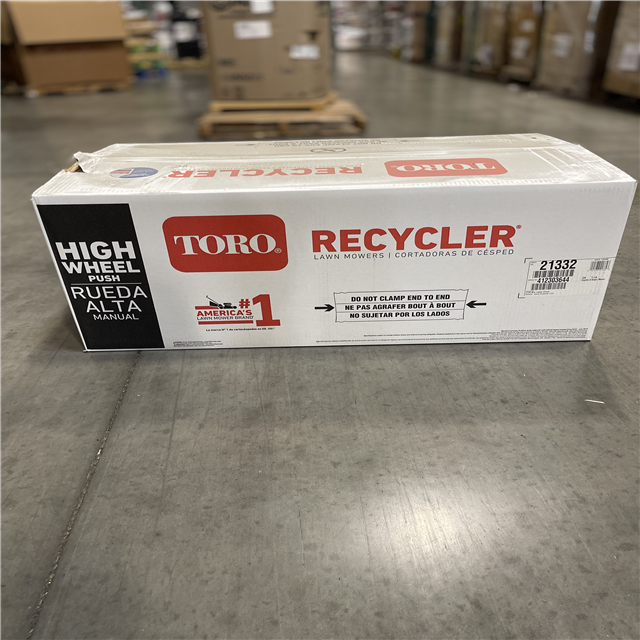 TORO
RECYCLER
HIGH
WHEEL
PUSH
RUEDA
ALTA
MANUAL
TORO®
RECYCLER®
LAWN MOWERS | CORTADORAS DE CÉSPED
#1
AMERICA'S
LAWN MOWER BRAND
DO NOT CLAMP END TO END
NE PAS AGRAFER BOUT À BOUT
NO SUJETAR POR LOS LADOS
21332
412303644